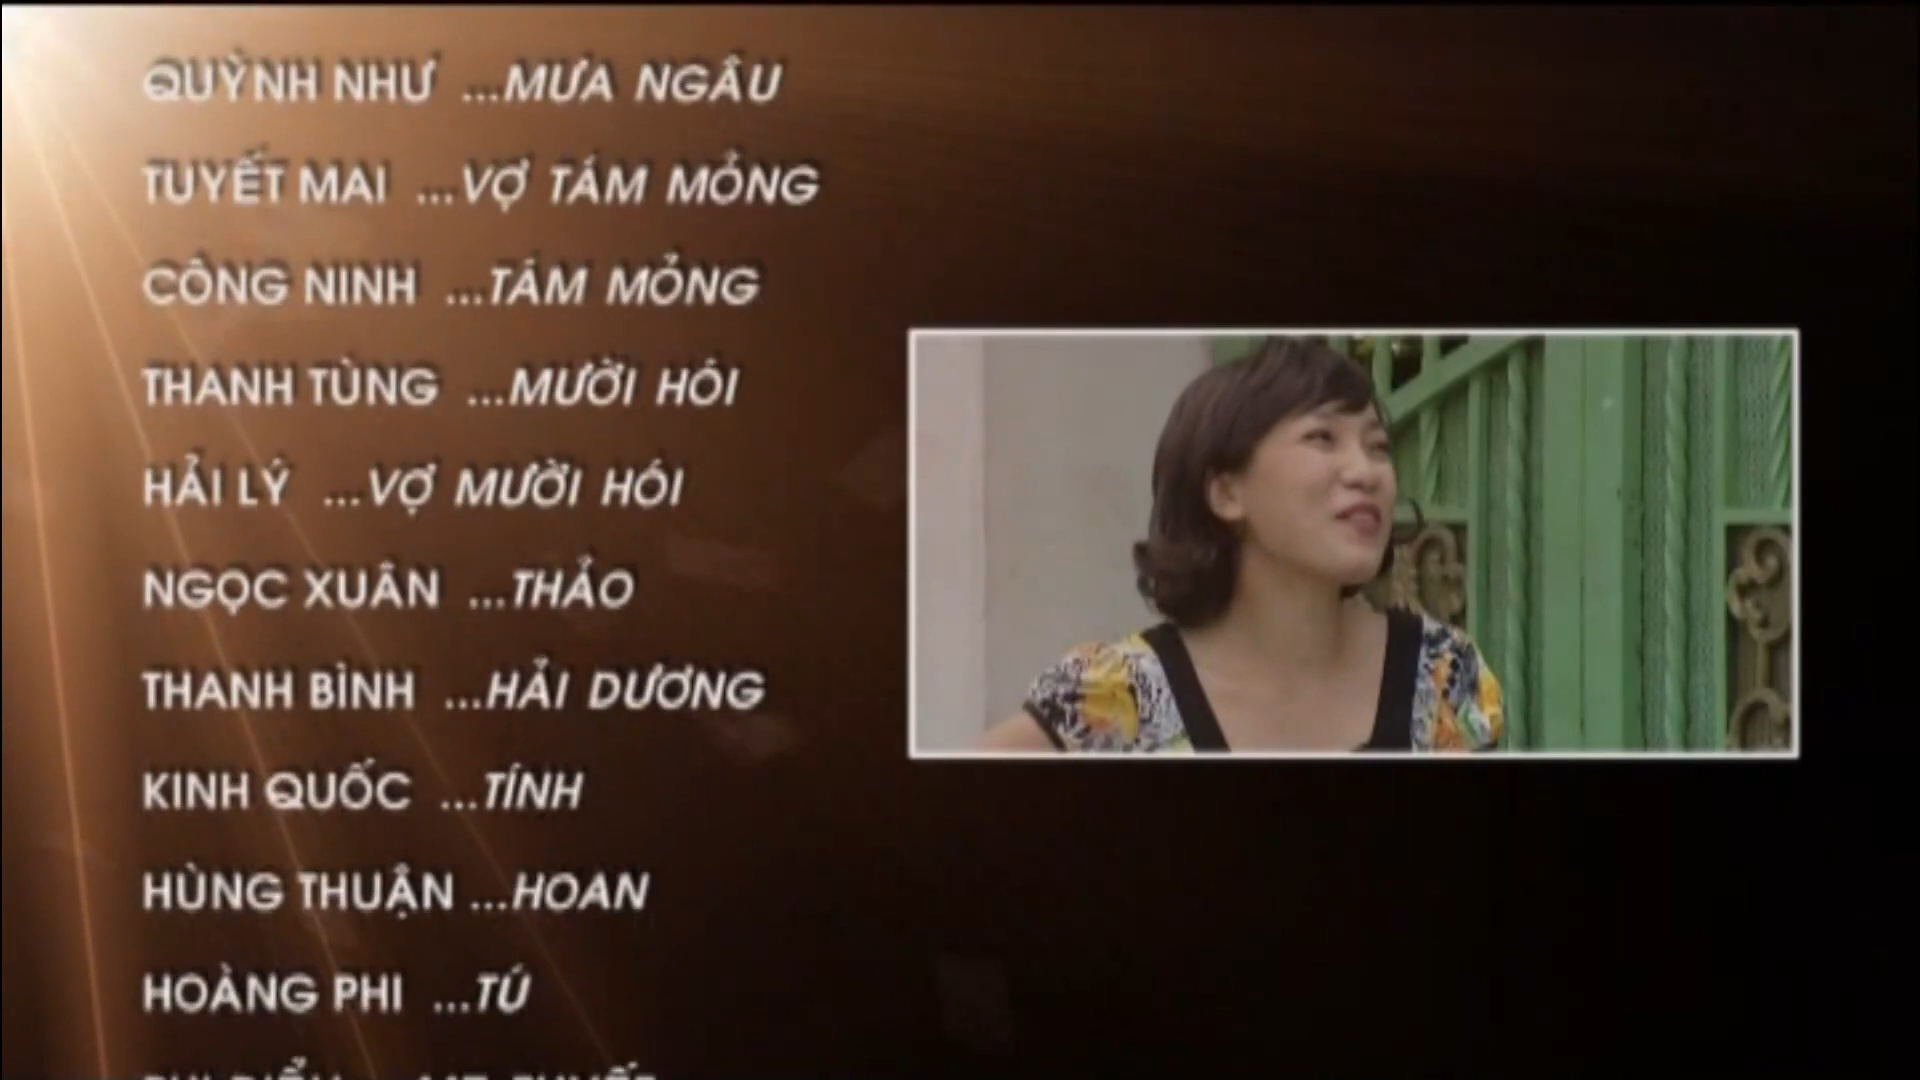 QUỲNH NHƯ ...MƯA NGÂU
TUYẾT MAI ...VỢ TÁM MỎNG
CÔNG NINH ...TÁM MỎNG
THANH TÙNG ...MƯỜI HÓI
HẢI LÝ ...VỢ MƯỜI HÓI
NGỌC XUÂN ...THẢO
THANH BÌNH ...HẢI DƯƠNG
KINH QUỐC ...TÍNH
HÙNG THUẬN ...HOAN
HOÀNG PHI ...TÚ